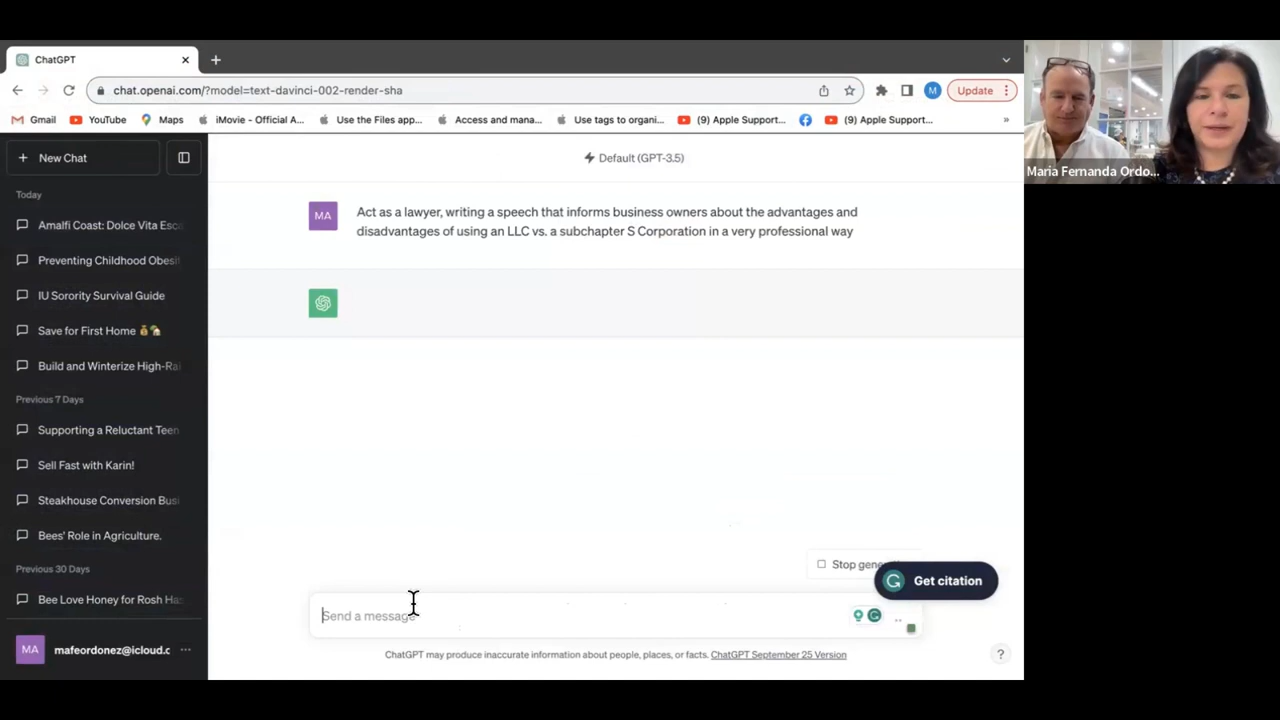 ChatGPT
chat.openai.com/?model=text-davinci-002-render-sha
M
Update
Gmail
YouTube
Maps
iMovie - Official A...
Use the Files app...
Access and mana...
Use tags to organi...
(9) Apple Support...
(9) Apple Support...
»
Maria Fernanda Ordo...
New Chat
Default (GPT-3.5)
Today
Amalfi Coast: Dolce Vita Esc
Preventing Childhood Obesi
IU Sorority Survival Guide
Save for First Home 💰🏡
Build and Winterize High-Ra
Previous 7 Days
Supporting a Reluctant Teen
Sell Fast with Karin!
Steakhouse Conversion Bus
Bees' Role in Agriculture.
Previous 30 Days
Bee Love Honey for Rosh Ha
MA
mafeordonez@icloud.c
MA
Act as a lawyer, writing a speech that informs business owners about the advantages and
disadvantages of using an LLC vs. a subchapter S Corporation in a very professional way
Stop gene
Get citation
Send a message
ChatGPT may produce inaccurate information about people, places, or facts. ChatGPT September 25 Version
?